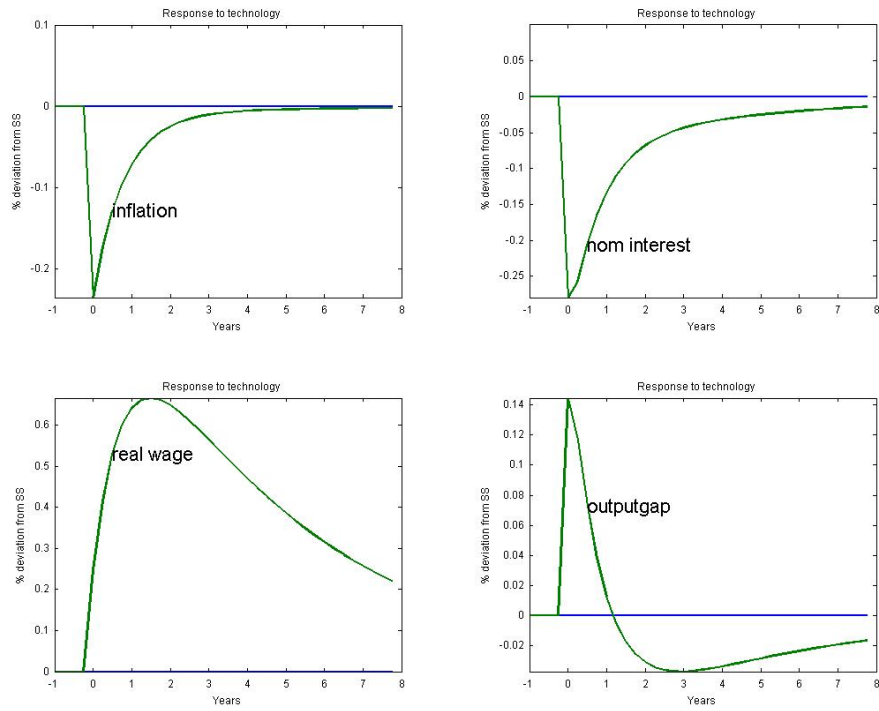 Response to technology
% deviation from SS
0.1
0
-0.1
-0.2
inflation
-1 0 1 2 3 4 5 6 7 8
Years
Response to technology
% deviation from SS
0.05
0
-0.05
-0.1
-0.15
-0.2
-0.25
nom interest
-1 0 1 2 3 4 5 6 7 8
Years
Response to technology
% deviation from SS
0.6
0.5
0.4
0.3
0.2
0.1
0
real wage
-1 0 1 2 3 4 5 6 7 8
Years
Response to technology
% deviation from SS
0.14
0.12
0.1
0.08
0.06
0.04
0.02
0
-0.02
outputgap
-1 0 1 2 3 4 5 6 7 8
Years